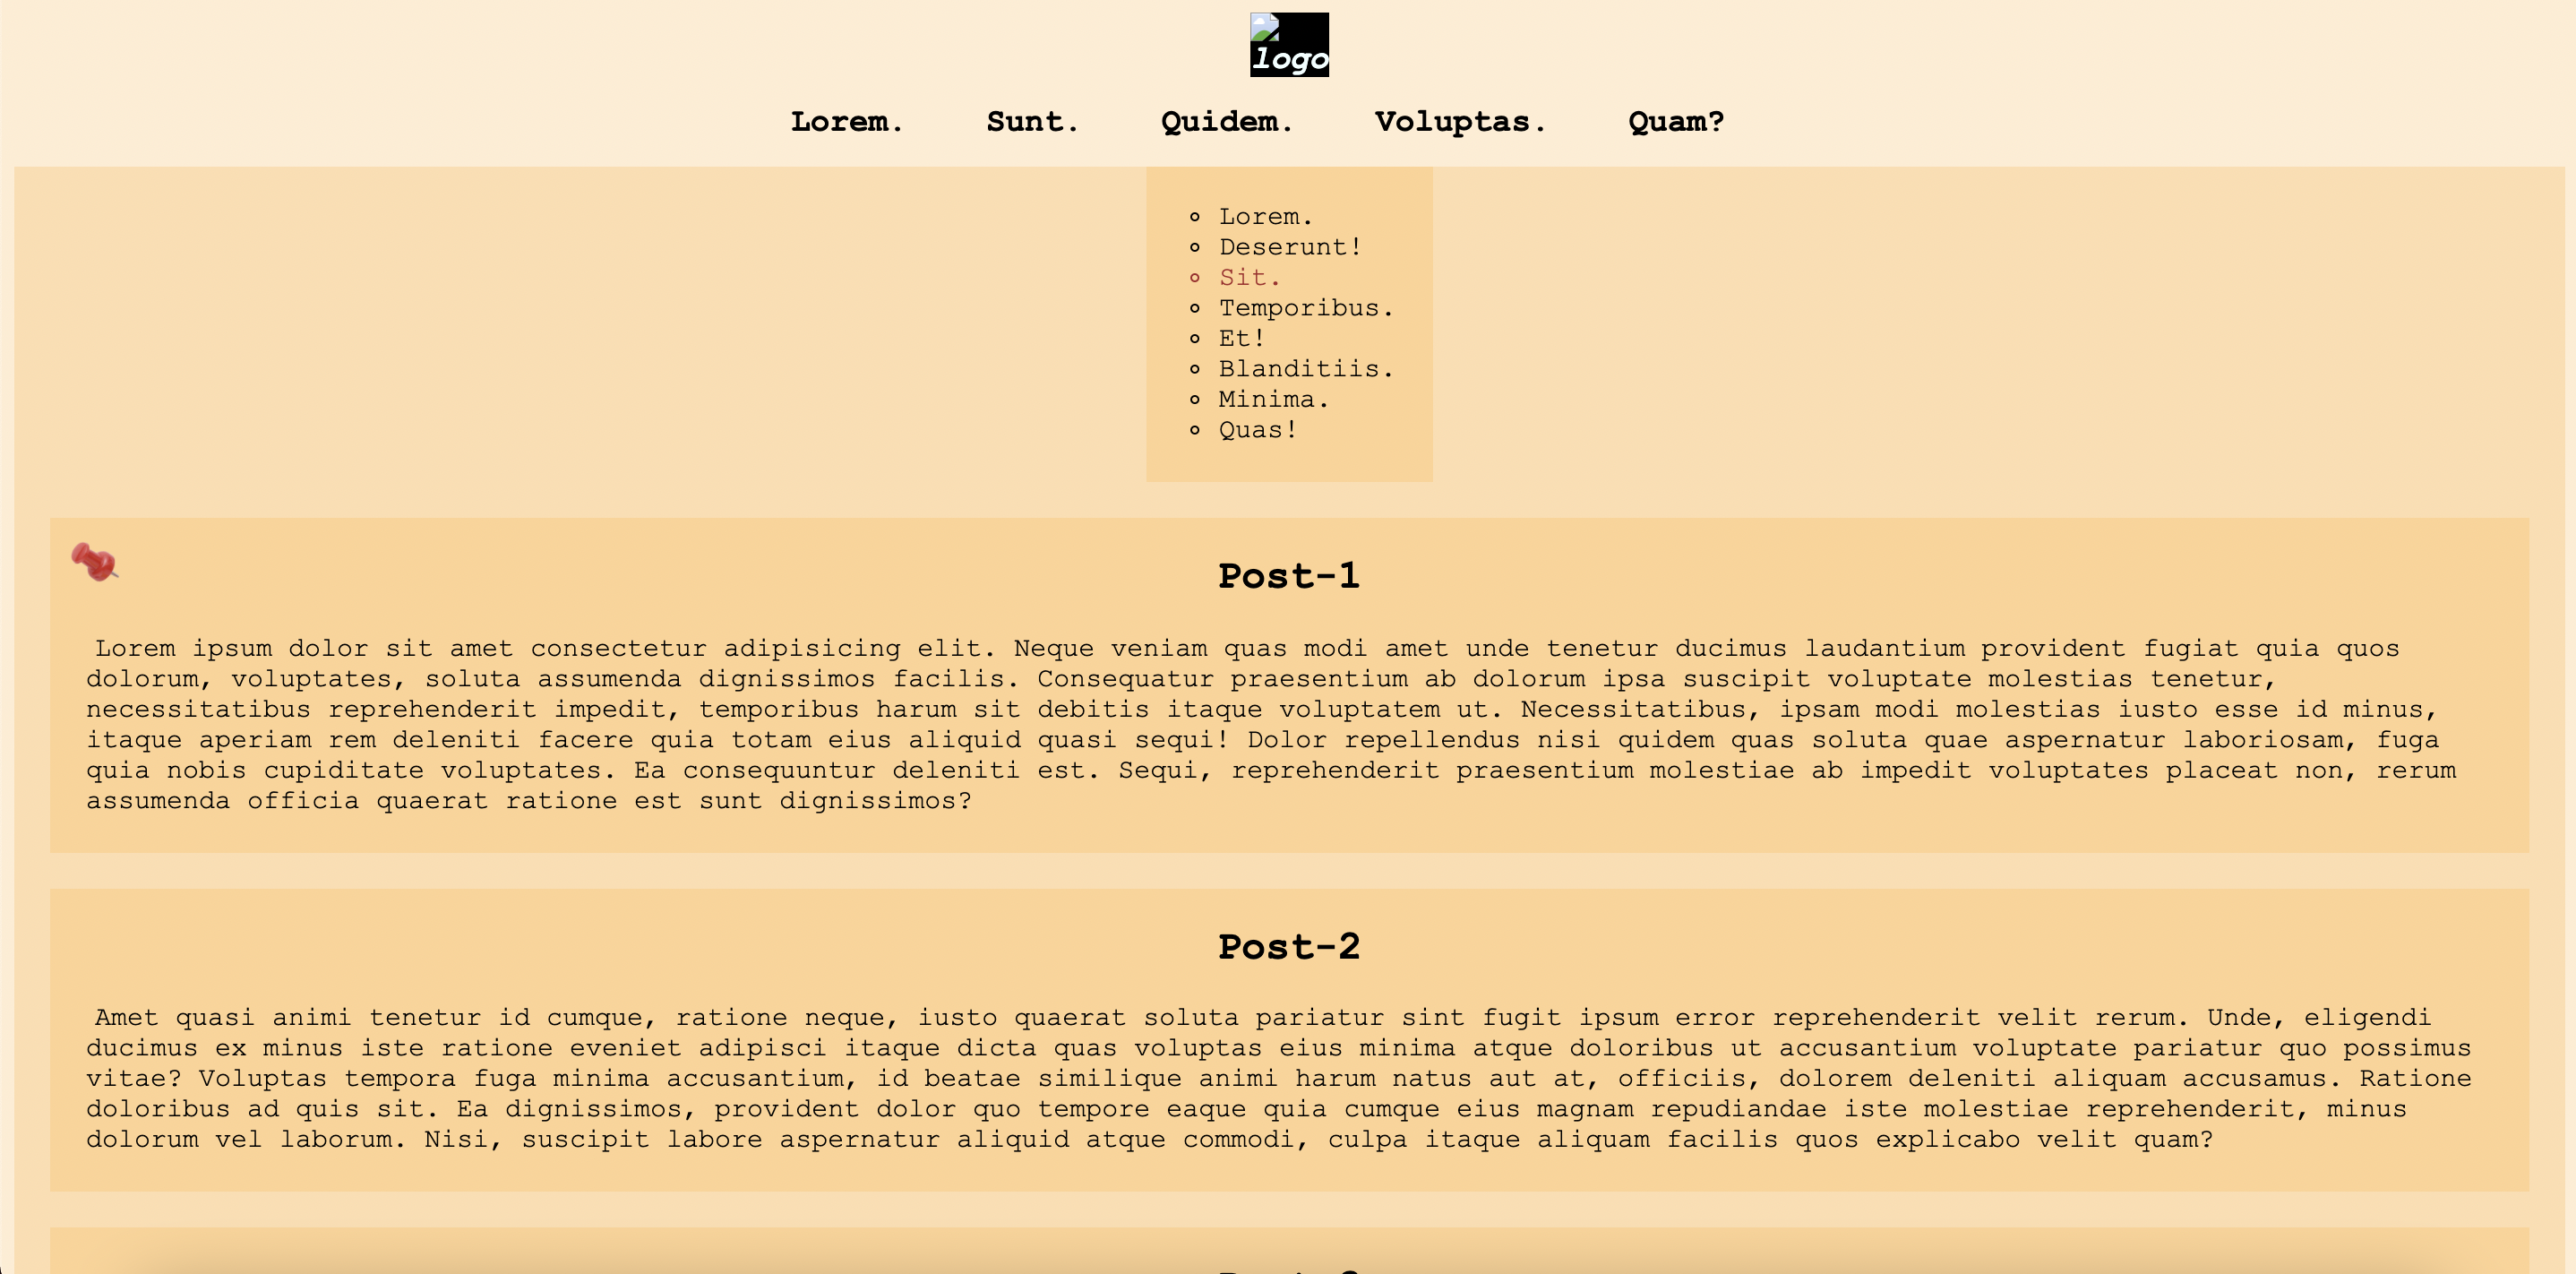 logo
Lorem. Sunt. Quidem. Voluptas. Quam?
Lorem.
Deserunt!
Sit.
Temporibus.
Et!
Blanditiis.
Minima.
Quas!
Post-1
Lorem ipsum dolor sit amet consectetur adipisicing elit. Neque veniam quas modi amet unde tenetur ducimus laudantium provident fugiat quia quos
dolorum, voluptates, soluta assumenda dignissimos facilis. Consequatur praesentium ab dolorum ipsa suscipit voluptate molestias tenetur,
necessitatibus reprehenderit impedit, temporibus harum sit debitis itaque voluptatem ut. Necessitatibus, ipsam modi molestias iusto esse id minus,
itaque aperiam rem deleniti facere quia totam eius aliquid quasi sequi! Dolor repellendus nisi quidem quas soluta quae aspernatur laboriosam, fuga
quia nobis cupiditate voluptates. Ea consequuntur deleniti est. Sequi, reprehenderit praesentium molestiae ab impedit voluptates placeat non, rerum
assumenda officia quaerat ratione est sunt dignissimos?
Post-2
Amet quasi animi tenetur id cumque, ratione neque, iusto quaerat soluta pariatur sint fugit ipsum error reprehenderit velit rerum. Unde, eligendi
ducimus ex minus iste ratione eveniet adipisci itaque dicta quas voluptas eius minima atque doloribus ut accusantium voluptate pariatur quo possimus
vitae? Voluptas tempora fuga minima accusantium, id beatae similique animi harum natus aut at, officiis, dolorem deleniti aliquam accusamus. Ratione
doloribus ad quis sit. Ea dignissimos, provident dolor quo tempore eaque quia cumque eius magnam repudiandae iste molestiae reprehenderit, minus
dolorum vel laborum. Nisi, suscipit labore aspernatur aliquid atque commodi, culpa itaque aliquam facilis quos explicabo velit quam?